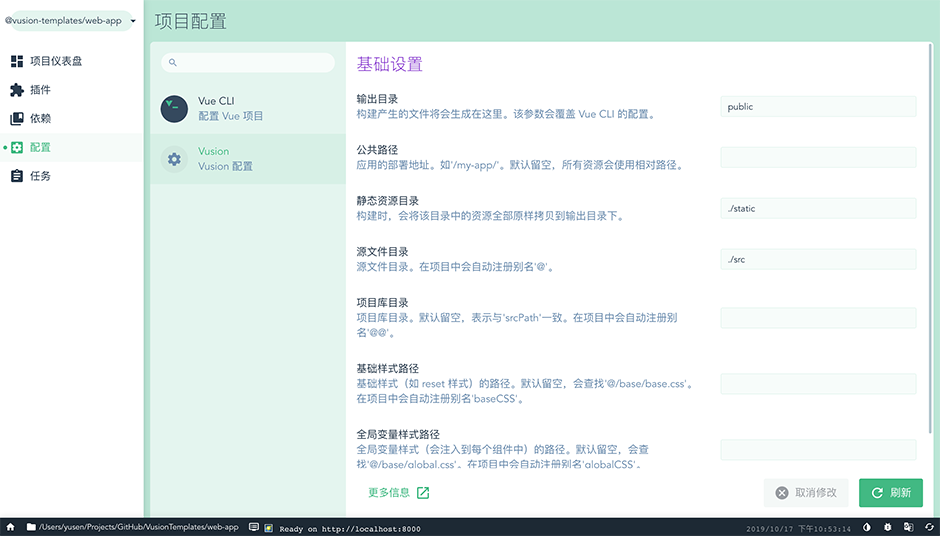 @vusion-templates/web-app
项目配置
项目仪表盘
插件
依赖
配置
任务
Vue CLI
配置 Vue 项目
Vusion
Vusion 配置
基础设置
输出目录
构建产生的文件将会生成在这里。该参数会覆盖 Vue CLI 的配置。
public
公共路径
应用的部署地址。如'/my-app/'。默认留空，所有资源会使用相对路径。
静态资源目录
构建时，会将该目录中的资源全部原样拷贝到输出目录下。
./static
源文件目录
源文件目录。在项目中会自动注册别名'@'。
./src
项目库目录
项目库目录。默认留空，表示与'srcPath'一致。在项目中会自动注册别
名'@@'。
基础样式路径
基础样式（如 reset 样式）的路径。默认留空，会查找'@/base/base.css'。
在项目中会自动注册别名'baseCSS'。
全局变量样式路径
全局变量样式（会注入到每个组件中）的路径。默认留空，会查
找'@/base/global.css'。在项目中会自动注册别名'globalCSS'。
更多信息
取消修改
刷新
/Users/yusen/Projects/GitHub/VusionTemplates/web-app
Ready on http://localhost:8000
2019/10/17 下午10:53:14